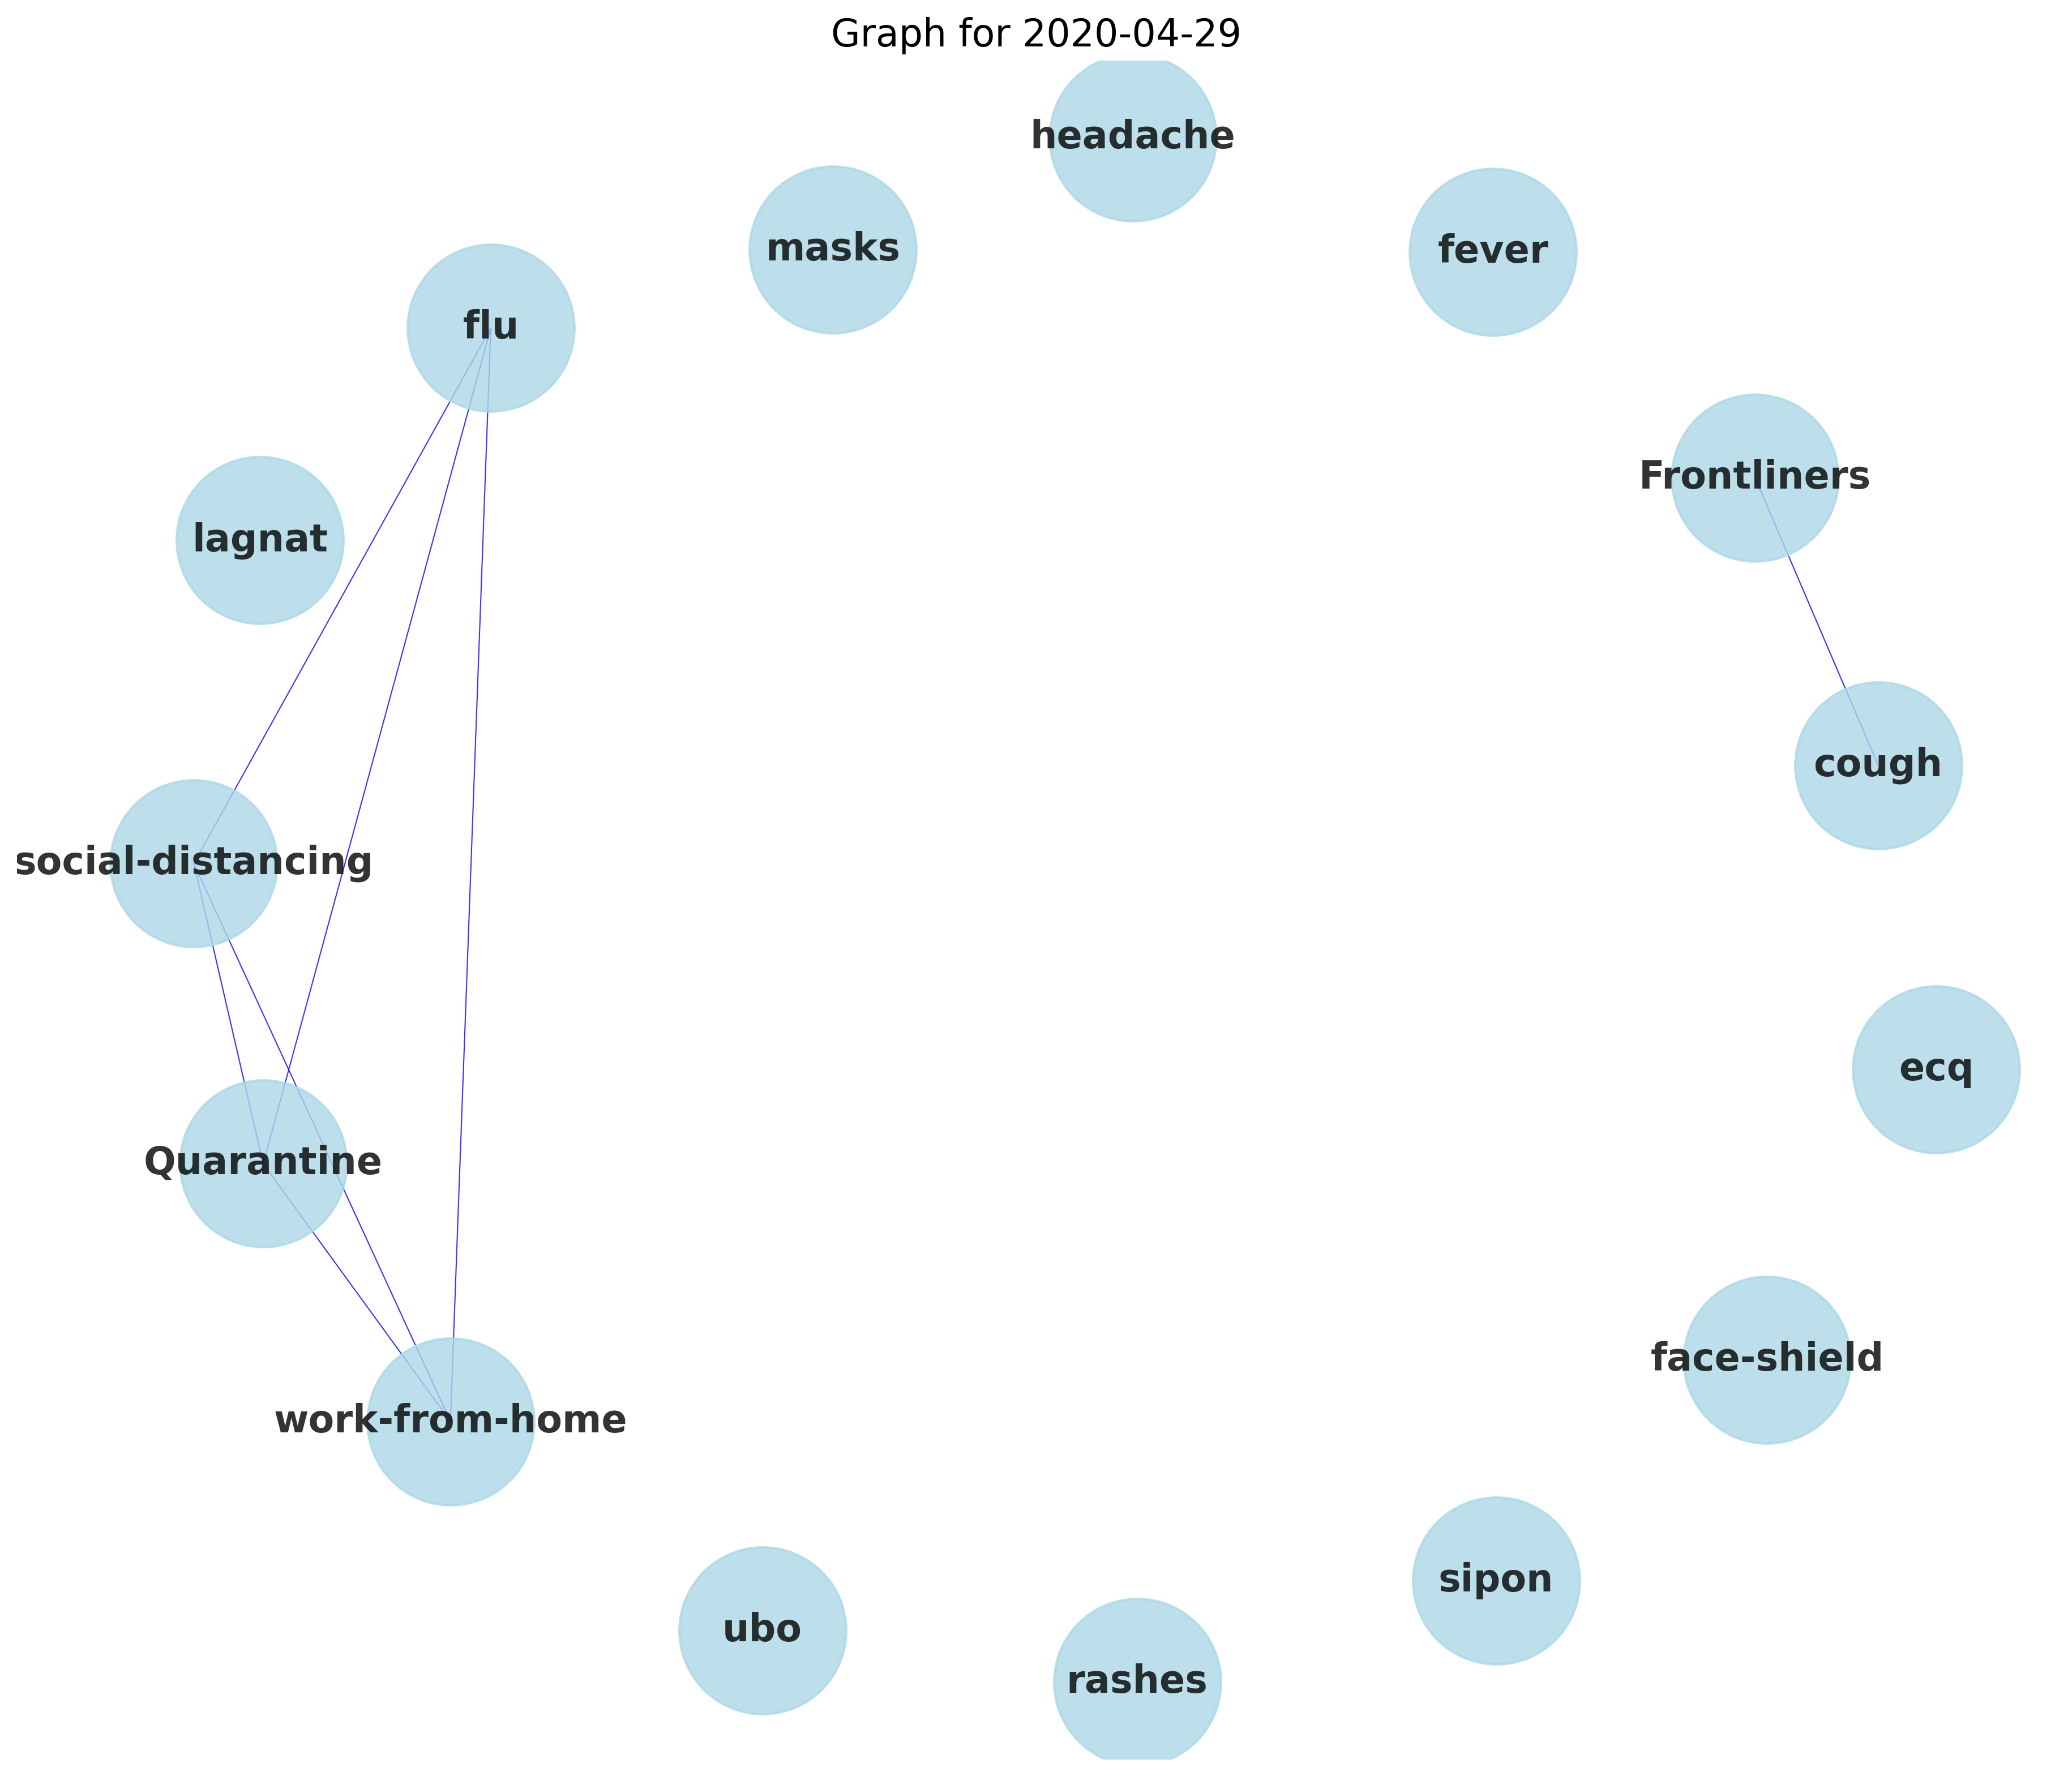 Graph for 2020-04-29
headache
masks
fever
flu
Frontliners
lagnat
cough
social-distancing
ecq
Quarantine
face-shield
work-from-home
sipon
ubo
rashes